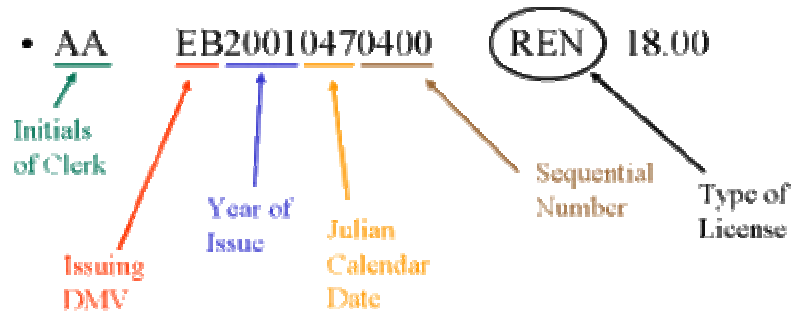 • AA EB20010470400 REN 18.00
Initials
of Clerk
Sequential
Number
Type of
License
Year of
Issue
Julian
Calendar
Date
Issuing
DMV